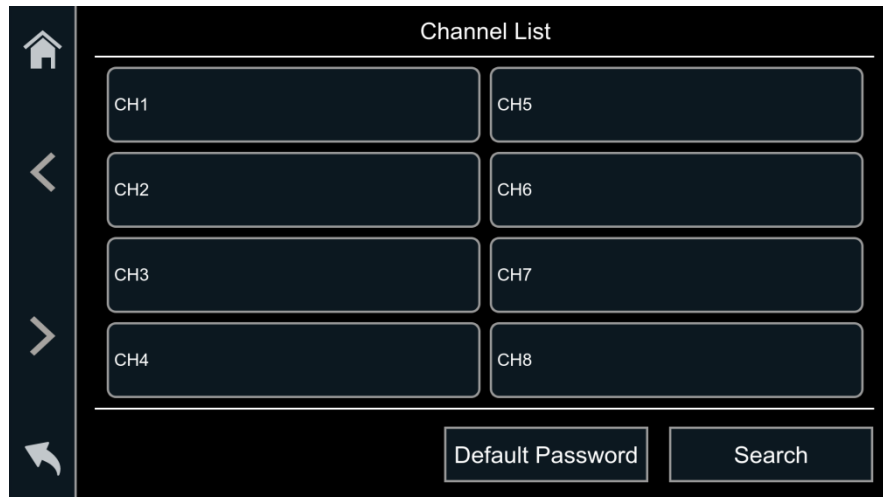 Channel List
CH1
CH5
CH2
CH6
CH3
CH7
CH4
CH8
Default Password
Search